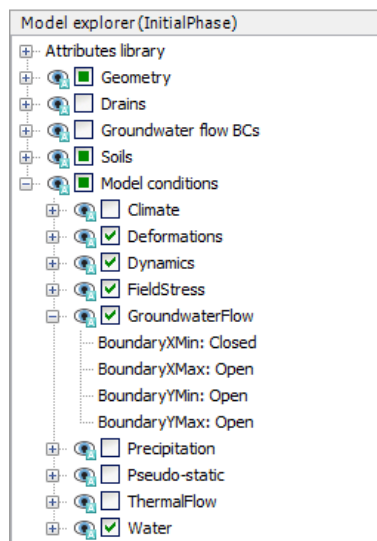 Model explorer (InitialPhase)
Attributes library
Geometry
Drains
Groundwater flow BCs
Soils
Model conditions
Climate
Deformations
Dynamics
FieldStress
GroundwaterFlow
BoundaryXMin: Closed
BoundaryXMax: Open
BoundaryYMin: Open
BoundaryYMax: Open
Precipitation
Pseudo-static
ThermalFlow
Water